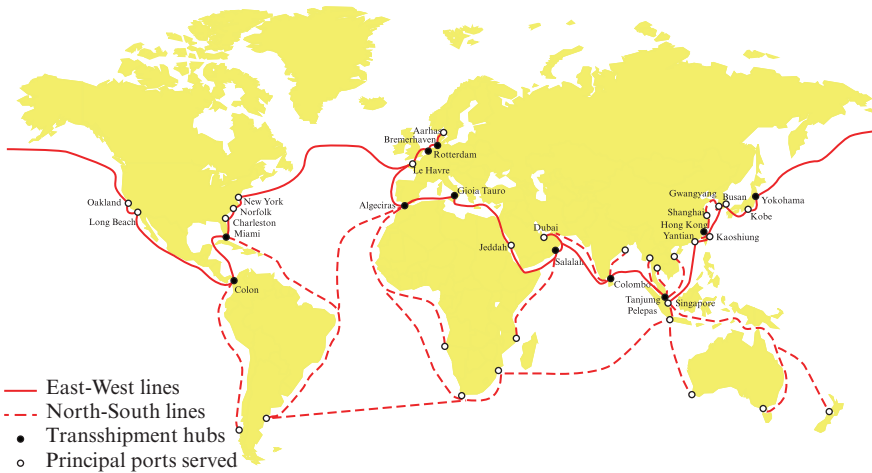 Aarhas
Bremerhaven
Rotterdam
Le Havre
Gioia Tauro
Algeciras
Oakland
Long Beach
New York
Norfolk
Charleston
Miami
Colon
Gwangyang
Busan
Yokohama
Kobe
Shanghai
Hong Kong
Yantian
Kaoshiung
Dubai
Jeddah
Salalah
Colombo
Tanjung
Pelepas
Singapore
East-West lines
North-South lines
Transshipment hubs
Principal ports served